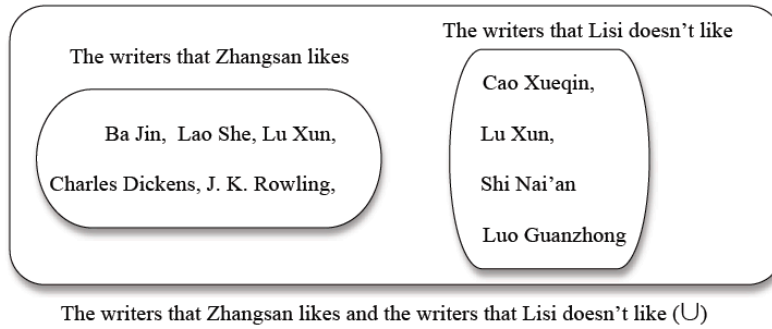 The writers that Zhangsan likes
Ba Jin, Lao She, Lu Xun,
Charles Dickens, J. K. Rowling,
The writers that Lisi doesn't like
Cao Xueqin,
Lu Xun,
Shi Nai'an
Luo Guanzhong
The writers that Zhangsan likes and the writers that Lisi doesn't like (∪)